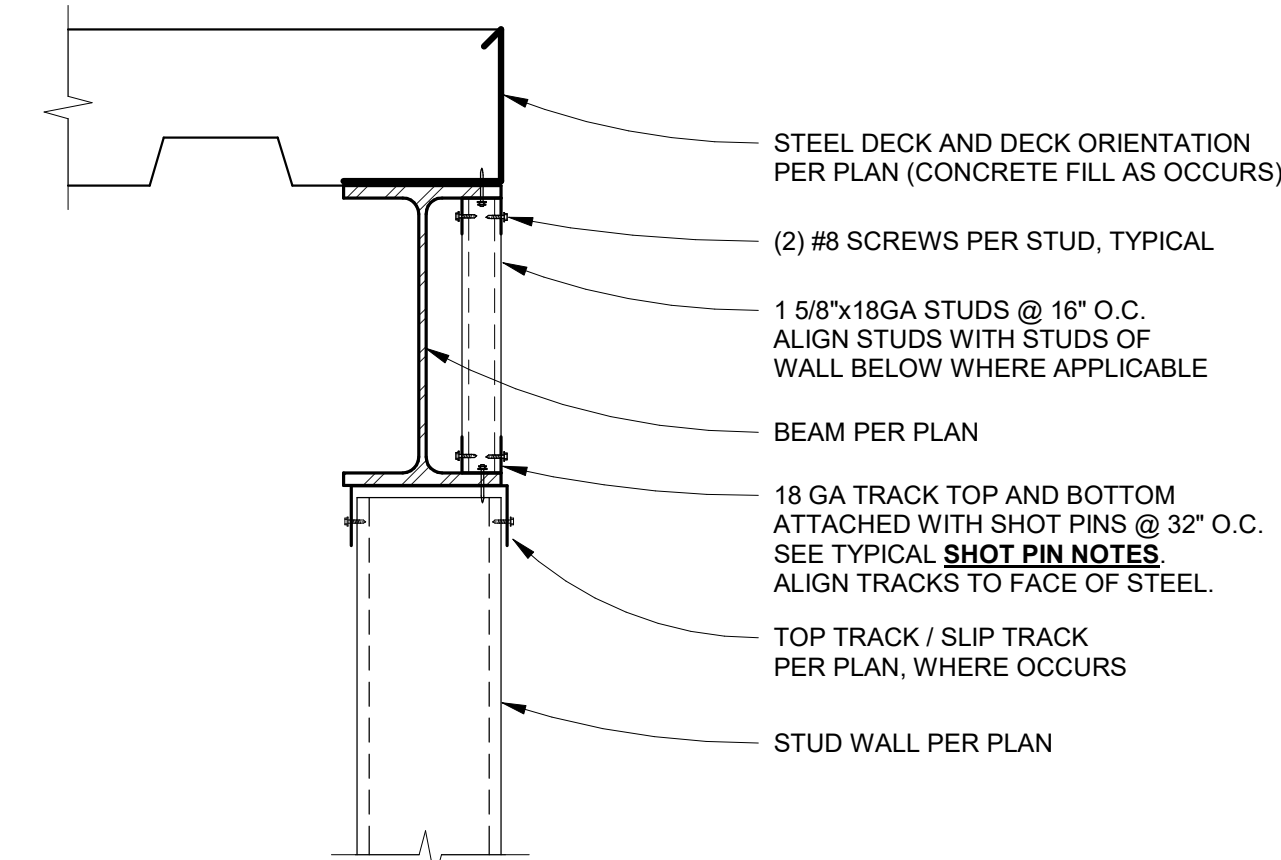 STEEL DECK AND DECK ORIENTATION
PER PLAN (CONCRETE FILL AS OCCURS)
(2) #8 SCREWS PER STUD, TYPICAL
1 5/8"x18GA STUDS @ 16" O.C.
ALIGN STUDS WITH STUDS OF
WALL BELOW WHERE APPLICABLE
BEAM PER PLAN
18 GA TRACK TOP AND BOTTOM
ATTACHED WITH SHOT PINS @ 32" O.C.
SEE TYPICAL SHOT PIN NOTES.
ALIGN TRACKS TO FACE OF STEEL.
TOP TRACK / SLIP TRACK
PER PLAN, WHERE OCCURS
STUD WALL PER PLAN